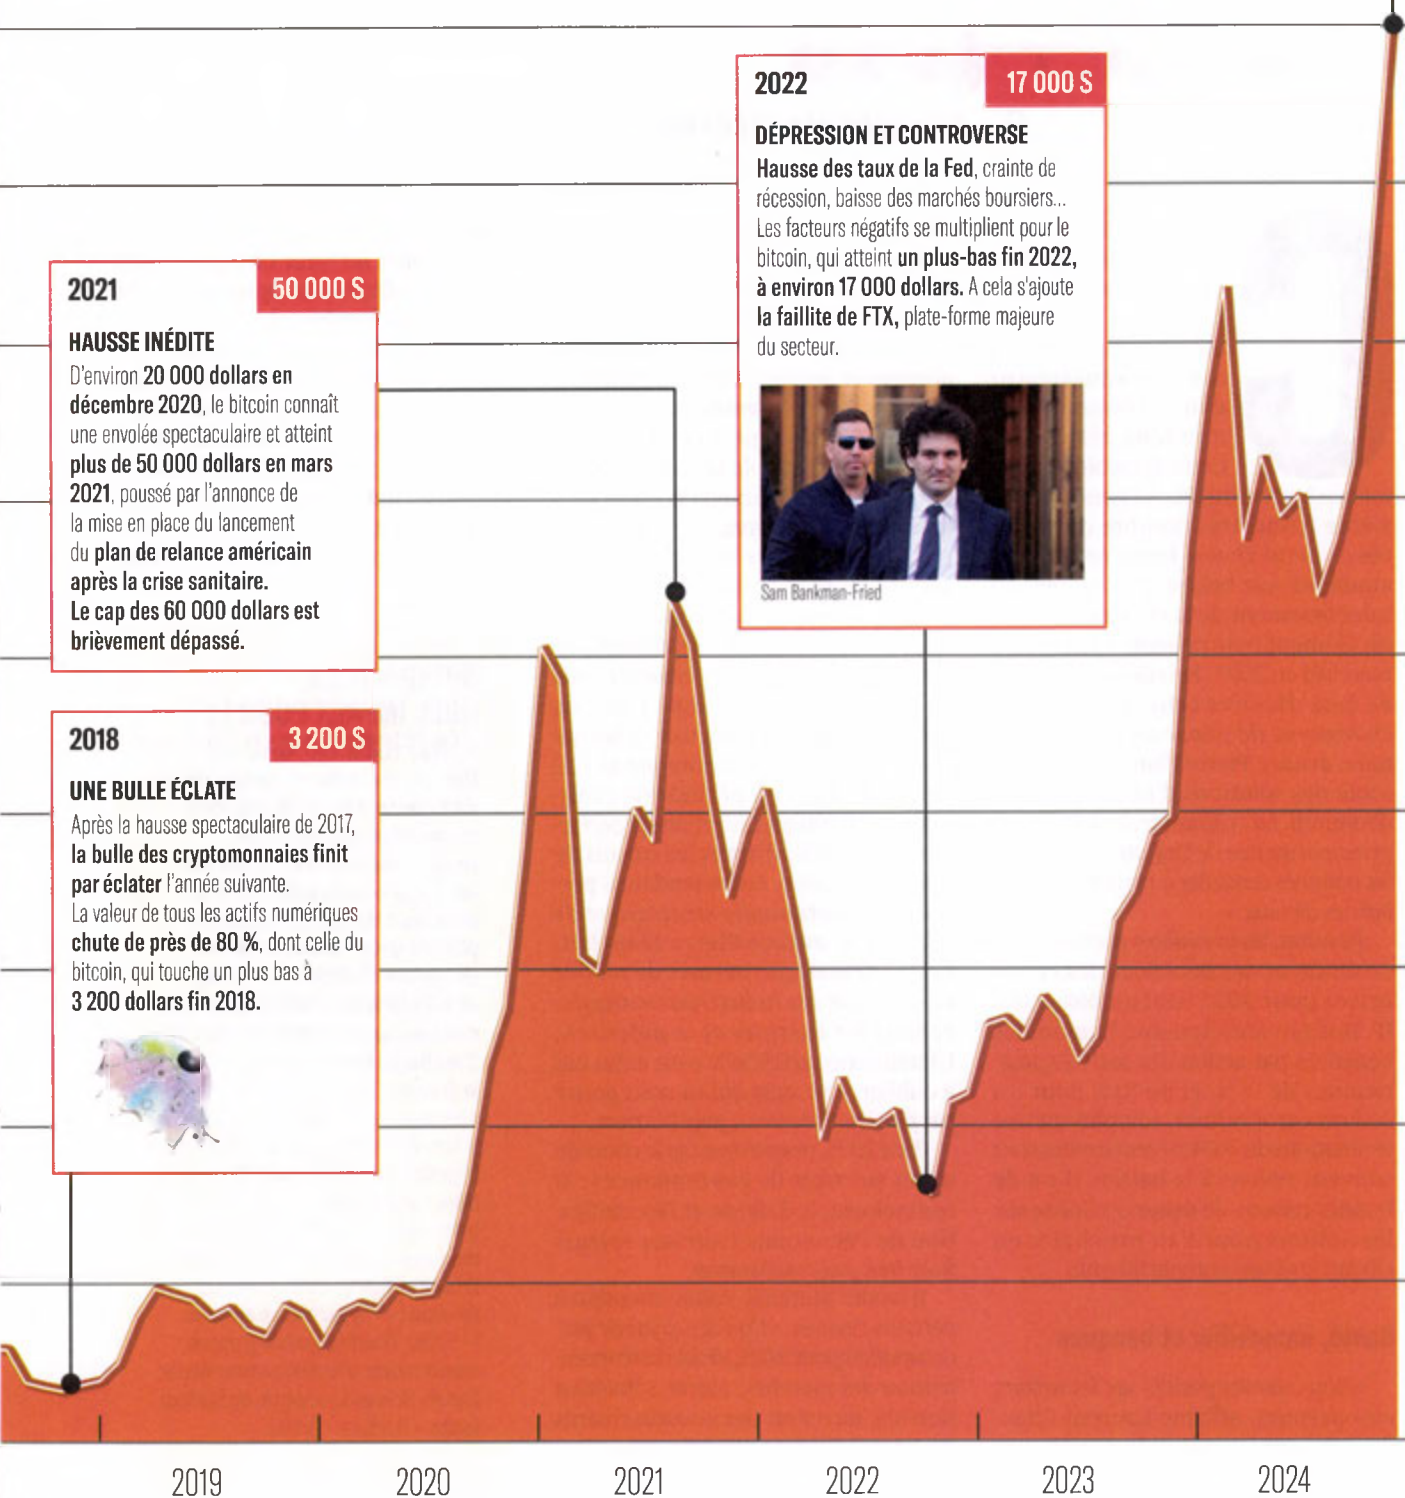 2022
17 000 $
DÉPRESSION ET CONTROVERSE
Hausse des taux de la Fed, crainte de
récession, baisse des marchés boursiers...
Les facteurs négatifs se multiplient pour le
bitcoin, qui atteint un plus-bas fin 2022,
à environ 17 000 dollars. A cela s'ajoute
la faillite de FTX, plate-forme majeure
du secteur.
Sam Bankman-Fried
2021
50 000 $
HAUSSE INÉDITE
D'environ 20 000 dollars en
décembre 2020, le bitcoin connaît
une envolée spectaculaire et atteint
plus de 50 000 dollars en mars
2021, poussé par l'annonce de
la mise en place du lancement
du plan de relance américain
après la crise sanitaire.
Le cap des 60 000 dollars est
brièvement dépassé.
2018
3 200 $
UNE BULLE ÉCLATE
Après la hausse spectaculaire de 2017,
la bulle des cryptomonnaies finit
par éclater l'année suivante.
La valeur de tous les actifs numériques
chute de près de 80 %, dont celle du
bitcoin, qui touche un plus bas à
3 200 dollars fin 2018.
2019
2020
2021
2022
2023
2024